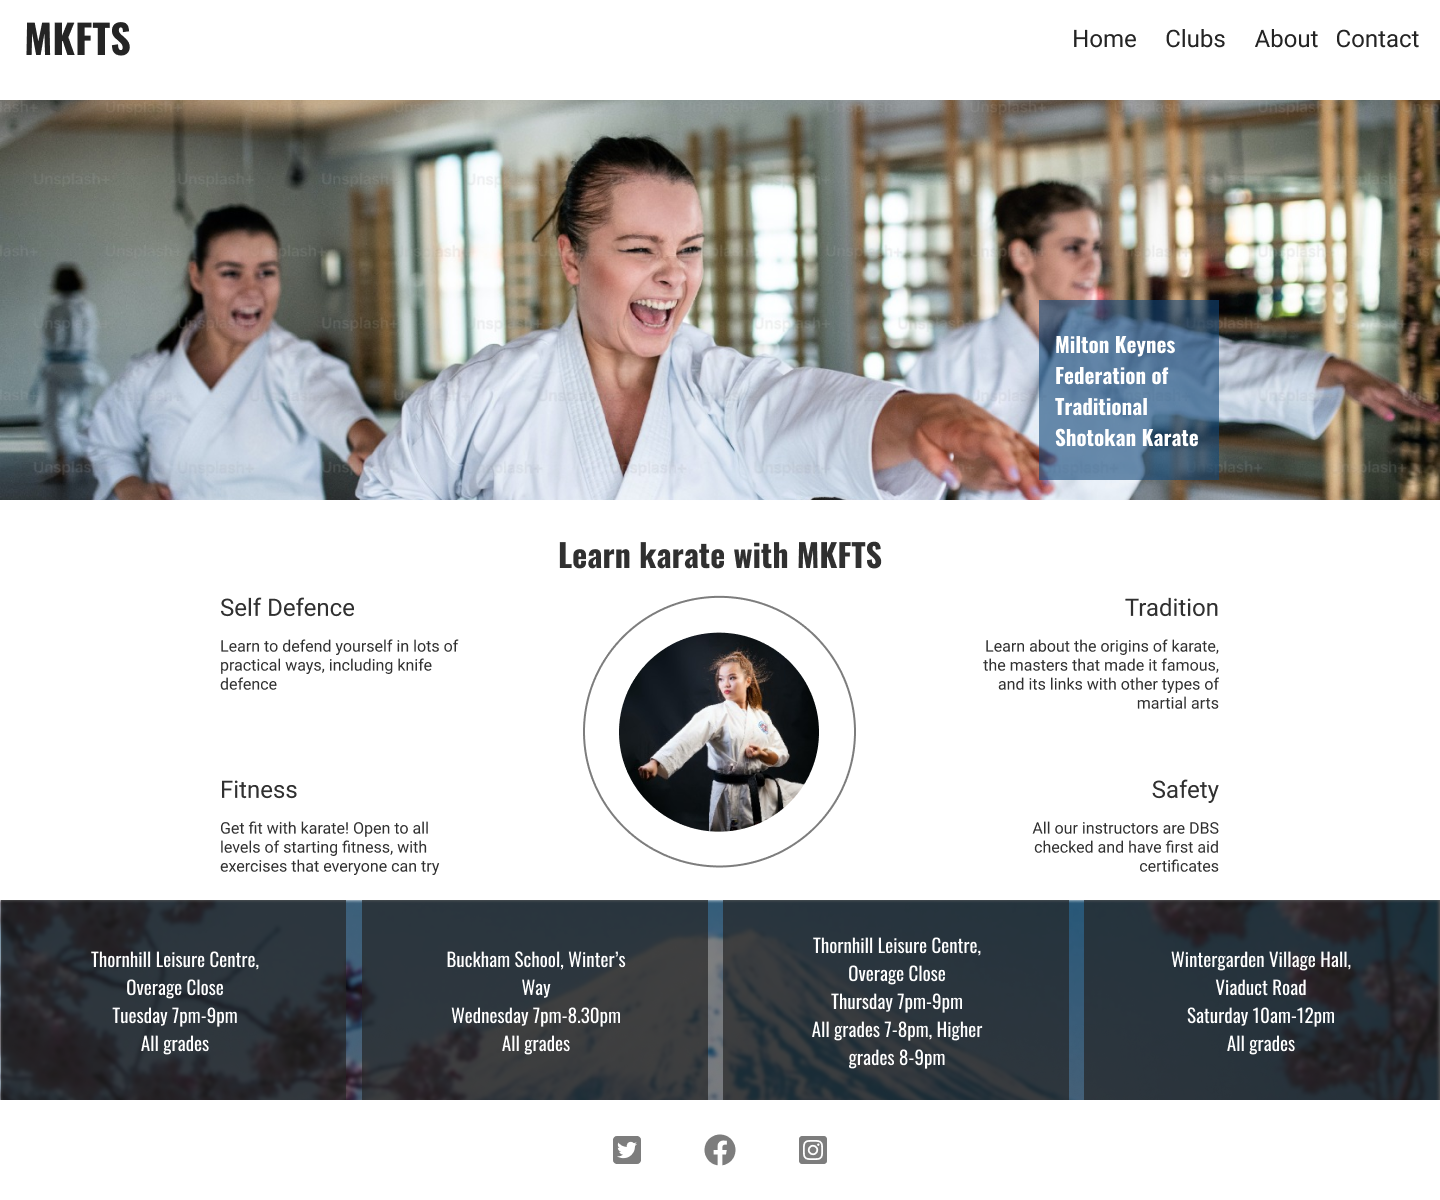 MKFTS
Home Clubs About Contact
Milton Keynes
Federation of
Traditional
Shotokan Karate
Learn karate with MKFTS
Self Defence
Learn to defend yourself in lots of
practical ways, including knife
defence
Tradition
Learn about the origins of karate,
the masters that made it famous,
and its links with other types of
martial arts
Fitness
Get fit with karate! Open to all
levels of starting fitness, with
exercises that everyone can try
Safety
All our instructors are DBS
checked and have first aid
certificates
Thornhill Leisure Centre,
Overage Close
Tuesday 7pm-9pm
All grades
Buckham School, Winter’s
Way
Wednesday 7pm-8.30pm
All grades
Thornhill Leisure Centre,
Overage Close
Thursday 7pm-9pm
All grades 7-8pm, Higher
grades 8-9pm
Wintergarden Village Hall,
Viaduct Road
Saturday 10am-12pm
All grades